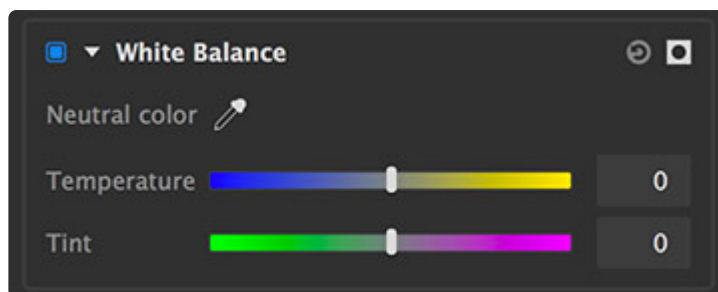 White Balance
Neutral color
Temperature 0
Tint 0